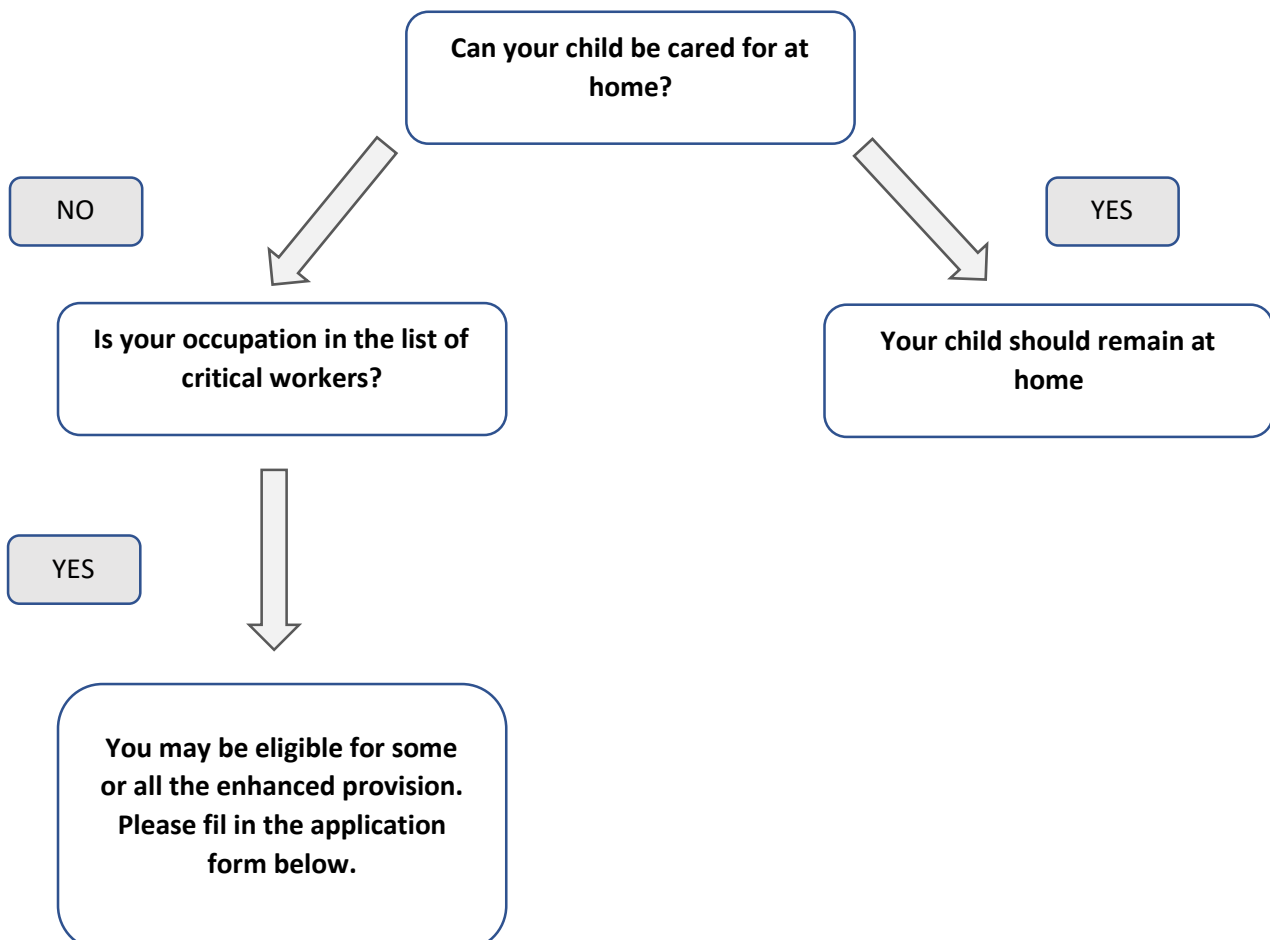 Can your child be cared for at
home?
NO
YES
Is your occupation in the list of
critical workers?
Your child should remain at
home
YES
You may be eligible for some
or all the enhanced provision.
Please fil in the application
form below.